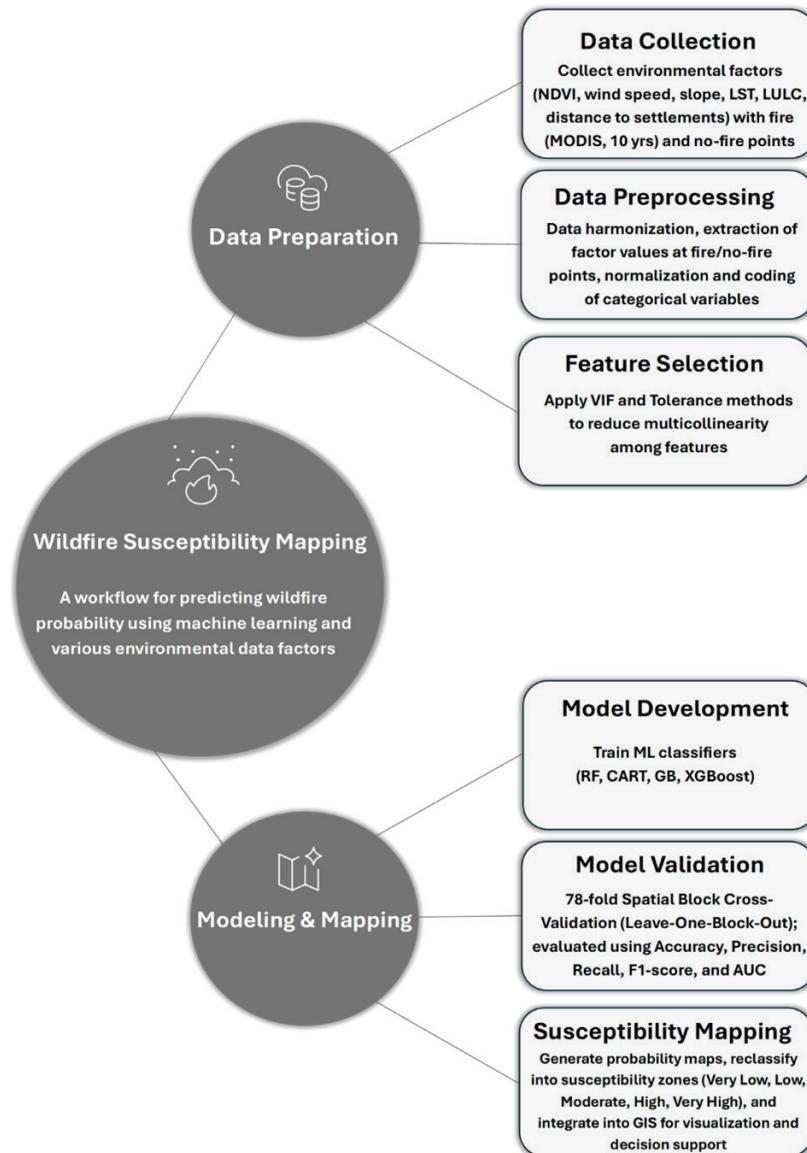 Data Collection
Collect environmental factors
(NDVI, wind speed, slope, LST, LULC,
distance to settlements) with fire
(MODIS, 10 yrs) and no-fire points
Data Preparation
Data Preprocessing
Data harmonization, extraction of
factor values at fire/no-fire
points, normalization and coding
of categorical variables
Feature Selection
Apply VIF and Tolerance methods
to reduce multicollinearity
among features
Wildfire Susceptibility Mapping
A workflow for predicting wildfire
probability using machine learning and
various environmental data factors
Model Development
Train ML classifiers
(RF, CART, GB, XGBoost)
Modeling & Mapping
Model Validation
78-fold Spatial Block Cross-
Validation (Leave-One-Block-Out);
evaluated using Accuracy, Precision,
Recall, F1-score, and AUC
Susceptibility Mapping
Generate probability maps, reclassify
into susceptibility zones (Very Low, Low,
Moderate, High, Very High), and
integrate into GIS for visualization and
decision support